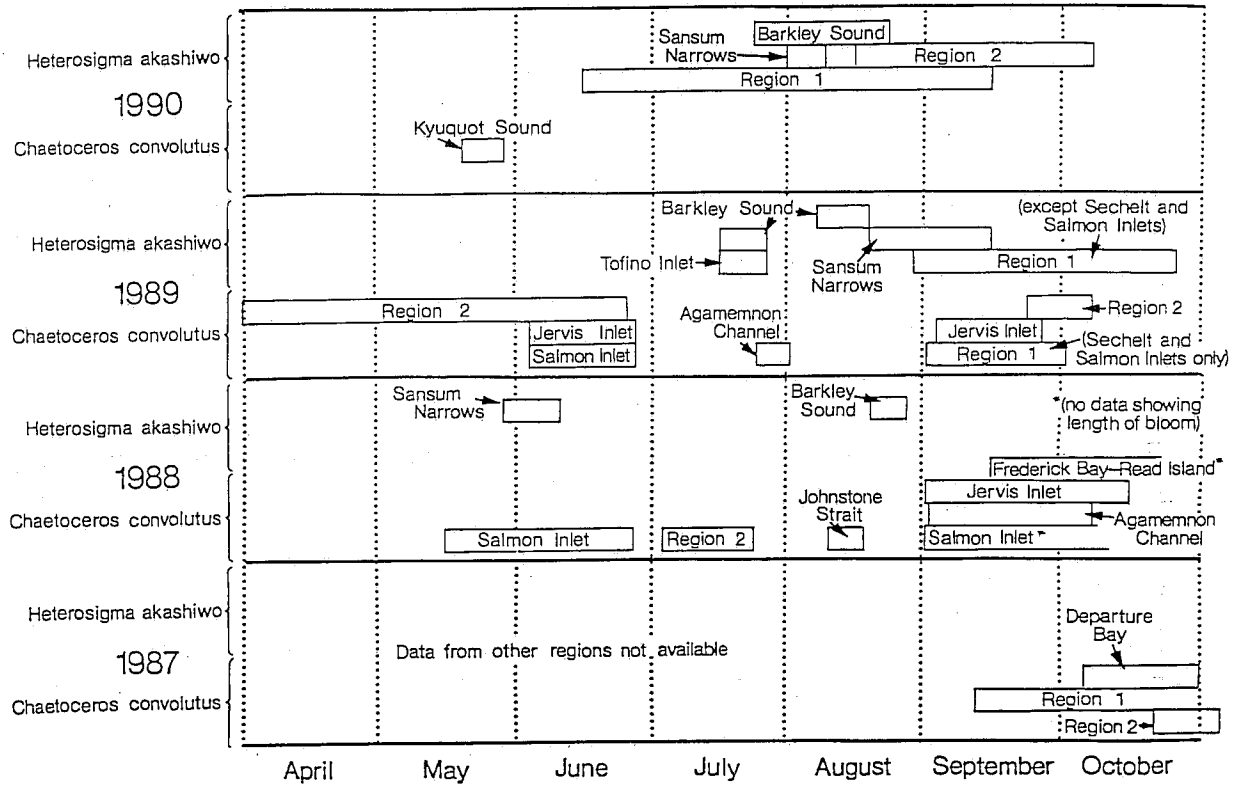 Heterosigma akashiwo
1990
Chaetoceros convolutus
Barkley Sound
Sansum
Narrows
Region 2
Region 1
Kyuquot Sound
Heterosigma akashiwo
1989
Chaetoceros convolutus
Barkley Sound
Tofino Inlet
Sansum
Narrows
(except Sechelt and
Salmon Inlets)
Region 1
Region 2
Jervis Inlet
Salmon Inlet
Agamemnon
Channel
Region 2
Jervis Inlet
Region 1
(Sechelt and
Salmon Inlets only)
Heterosigma akashiwo
1988
Chaetoceros convolutus
Sansum
Narrows
Barkley
Sound
*(no data showing
length of bloom)
Frederick Bay–Read Island*
Jervis Inlet
Johnstone
Strait
Agamemnon
Channel
Salmon Inlet
Region 2
Salmon Inlet*
Heterosigma akashiwo
1987
Chaetoceros convolutus
Data from other regions not available
Departure
Bay
Region 1
Region 2
April May June July August September October